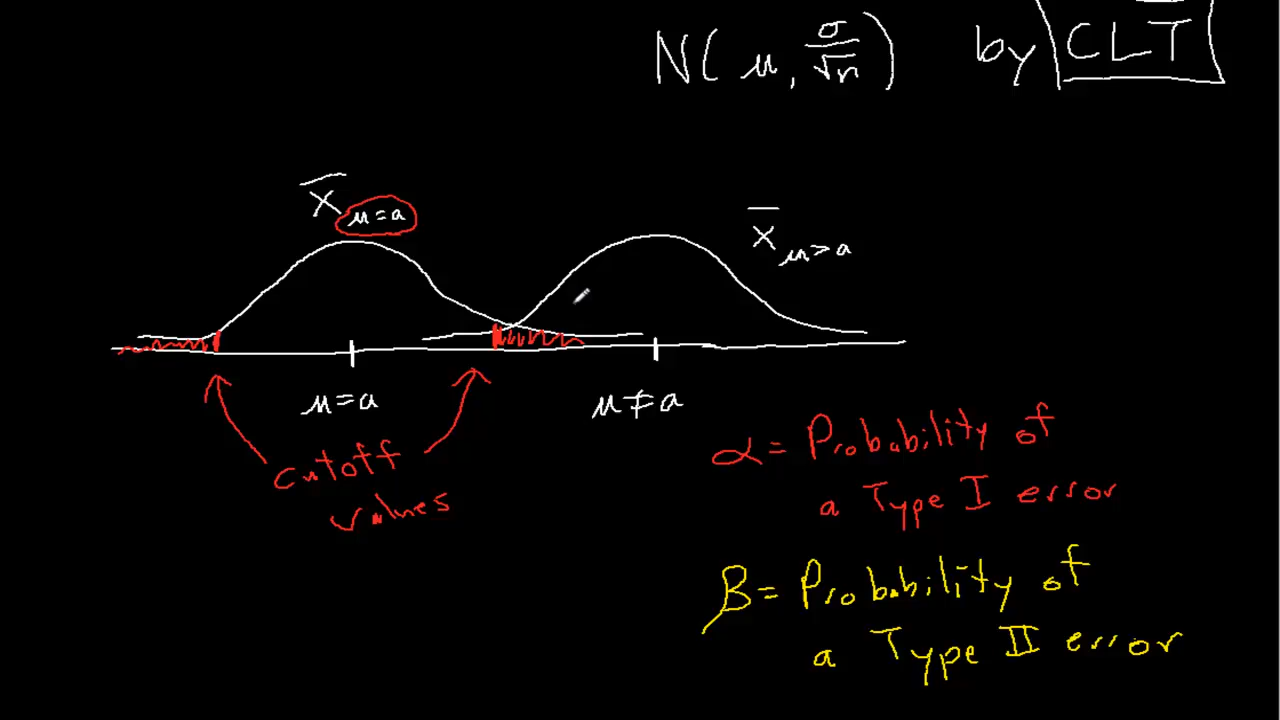 N(μ, σ/√n) by CLT
X̄ μ=a
X̄ μ>a
μ=a
μ≠a
cutoff
values
α = Probability of
a Type I error
β = Probability of
a Type II error